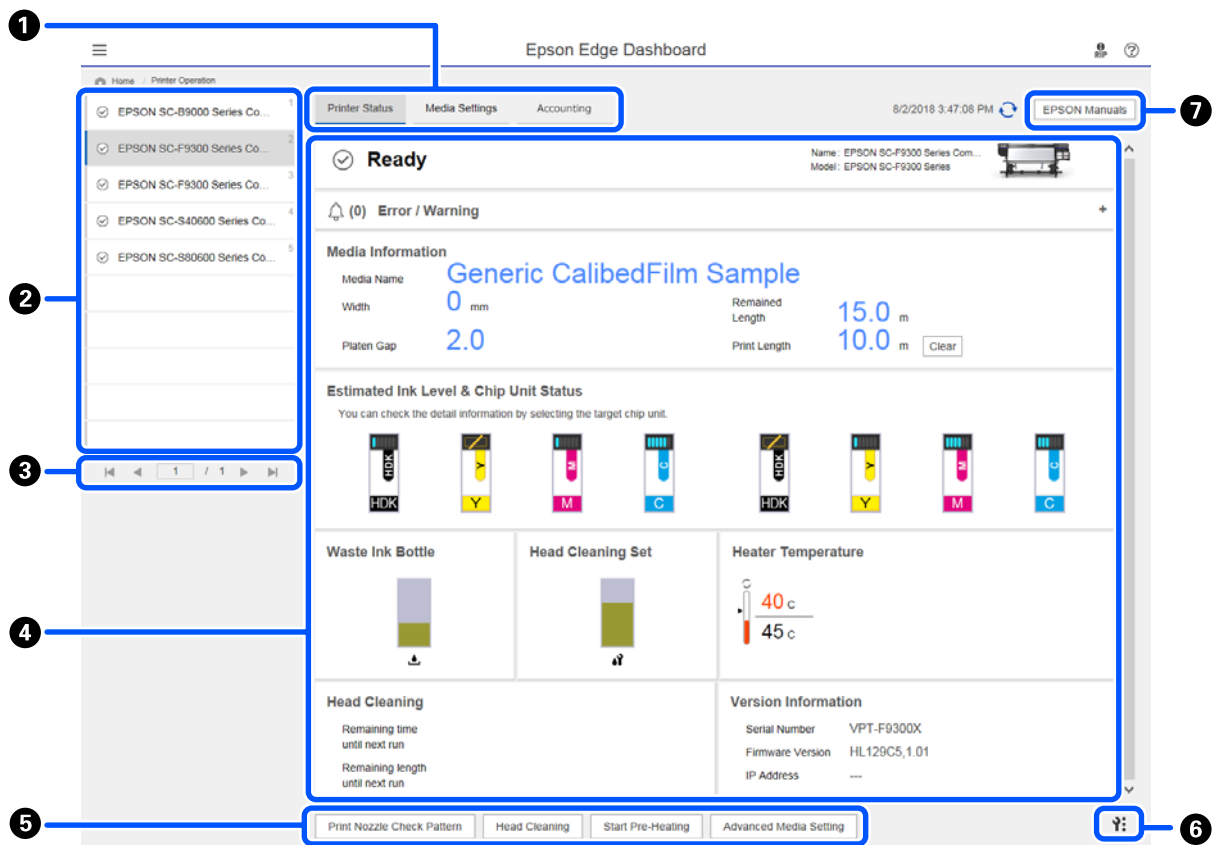 1
Epson Edge Dashboard
RIP
Home / Printer Operation
EPSON SC-B9000 Series Co... 1
EPSON SC-F9300 Series Co... 2
EPSON SC-F9300 Series Co... 3
EPSON SC-S40600 Series Co... 4
EPSON SC-S80600 Series Co... 5
2
3
1 / 1
Printer Status Media Settings Accounting
8/2/2018 3:47:08 PM
EPSON Manuals
7
Ready
Name : EPSON SC-F9300 Series Com...
Model : EPSON SC-F9300 Series
(0) Error / Warning +
Media Information
Media Name Generic CalibedFilm Sample
Width 0 mm
Remained
Length 15.0 m
Platen Gap 2.0
Print Length 10.0 m Clear
Estimated Ink Level & Chip Unit Status
You can check the detail information by selecting the target chip unit.
HDK Y M C HDK Y M C
HDK Y M C HDK Y M C
4
Waste Ink Bottle
Head Cleaning Set
Heater Temperature
40 c
45 c
Head Cleaning
Remaining time
until next run
Remaining length
until next run
Version Information
Serial Number VPT-F9300X
Firmware Version HL129C5,1.01
IP Address ---
5
Print Nozzle Check Pattern Head Cleaning Start Pre-Heating Advanced Media Setting
6